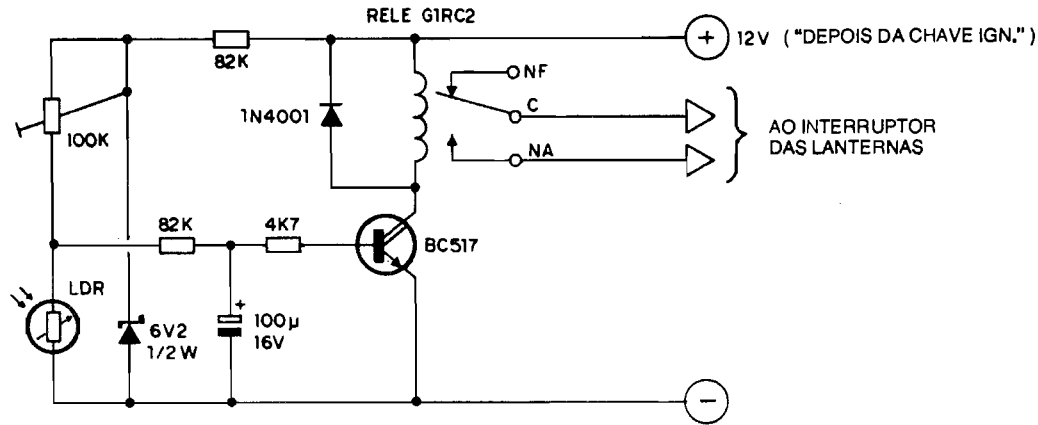 RELE G1RC2
82K
+
12V ("DEPOIS DA CHAVE IGN.")
NF
1N4001
C
100K
NA
AO INTERRUPTOR
DAS LANTERNAS
82K
4K7
BC517
LDR
+
6V2
1/2W
100µ
16V
−